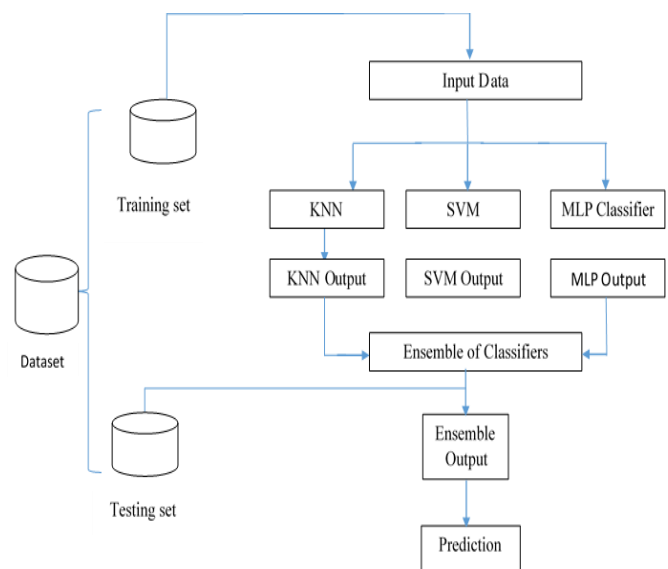 Input Data
Training set
KNN
SVM
MLP Classifier
KNN Output
SVM Output
MLP Output
Dataset
Ensemble of Classifiers
Ensemble
Output
Testing set
Prediction